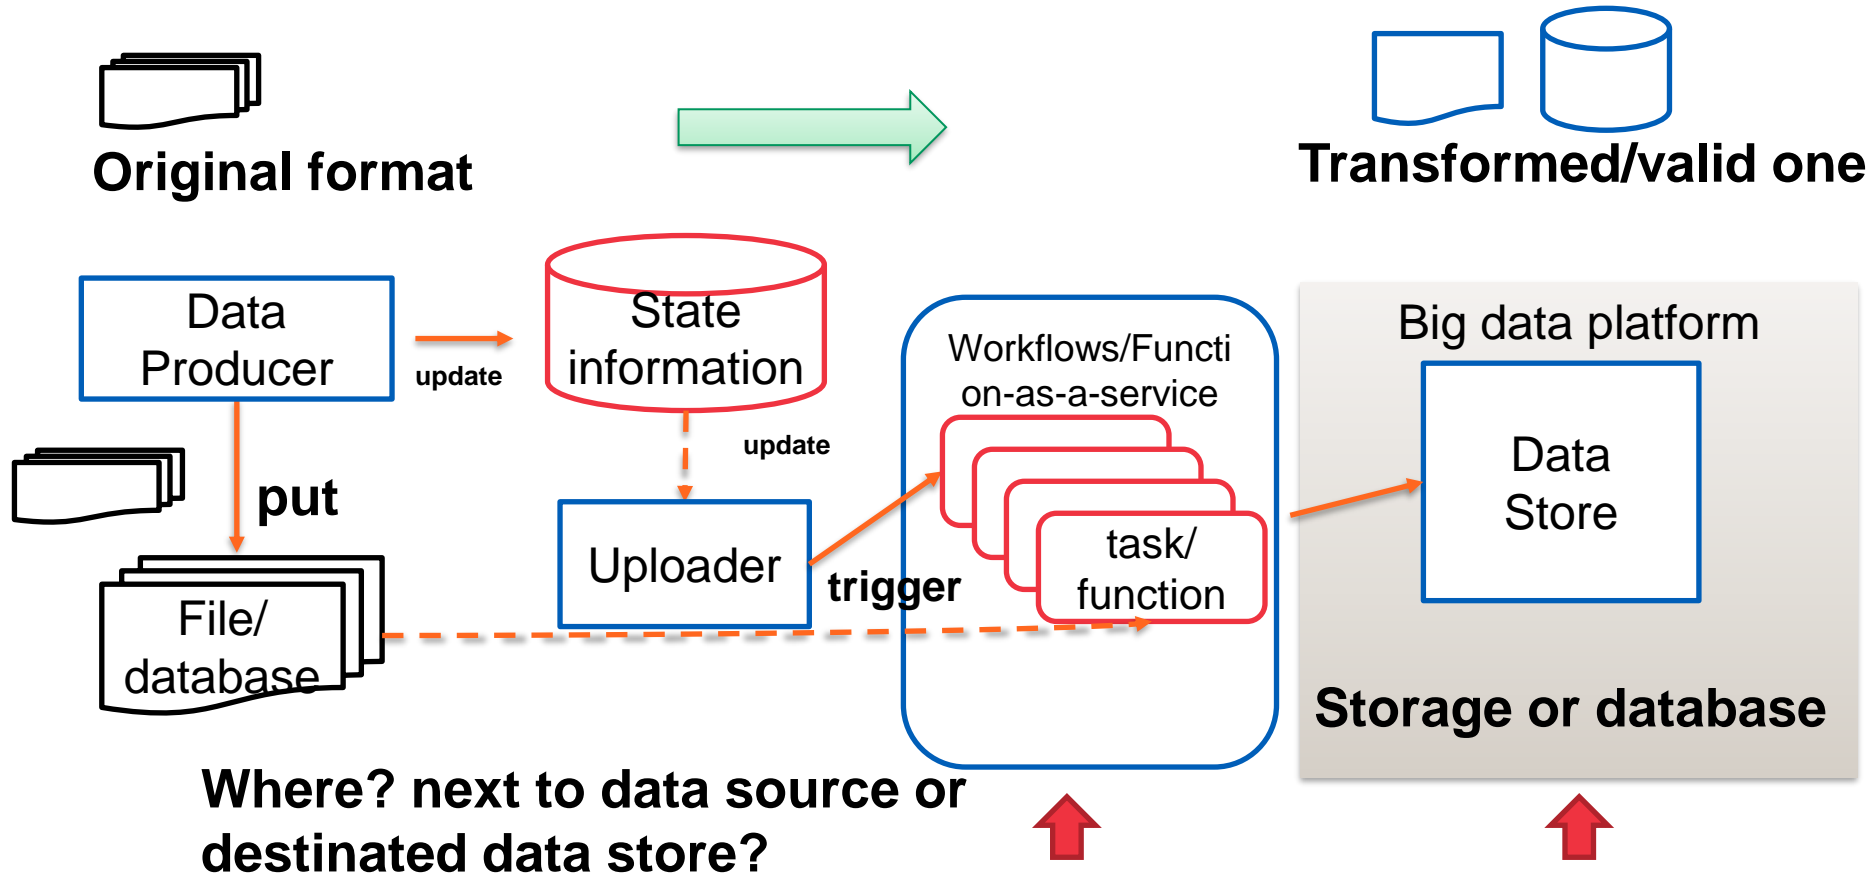 Original format
Transformed/valid one
Data
Producer
update
State
information
update
Workflows/Functi
on-as-a-service
Big data platform
Data
Store
put
Uploader
trigger
task/
function
File/
database
Storage or database
Where? next to data source or
destinated data store?